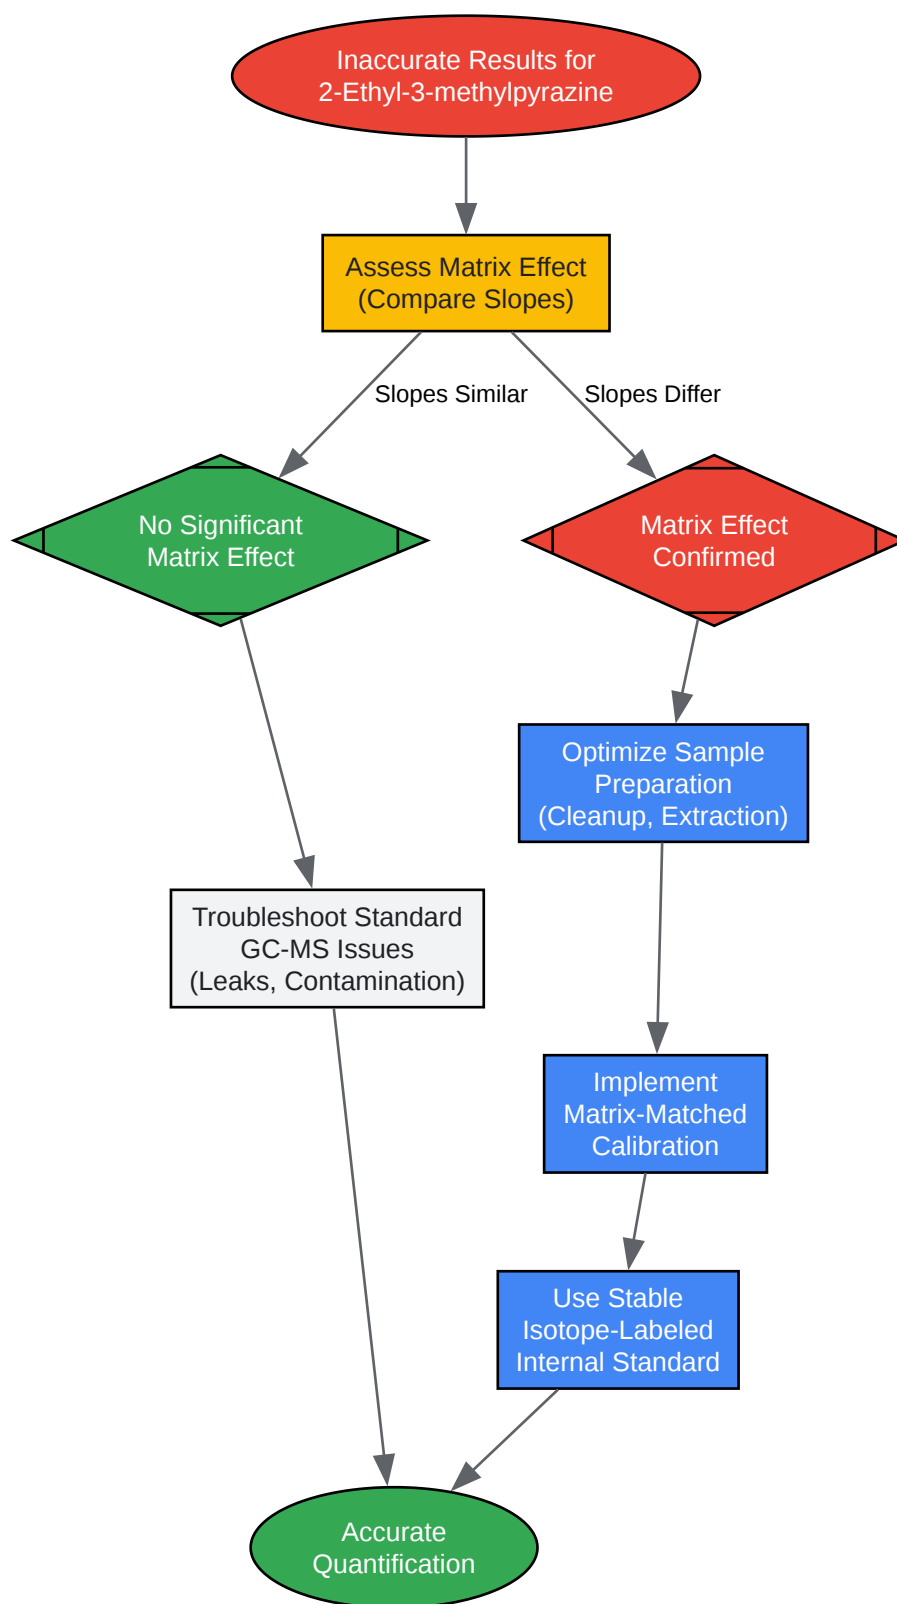 Inaccurate Results for
2-Ethyl-3-methylpyrazine
Assess Matrix Effect
(Compare Slopes)
Slopes Similar
Slopes Differ
No Significant
Matrix Effect
Matrix Effect
Confirmed
Optimize Sample
Preparation
(Cleanup, Extraction)
Troubleshoot Standard
GC-MS Issues
(Leaks, Contamination)
Implement
Matrix-Matched
Calibration
Use Stable
Isotope-Labeled
Internal Standard
Accurate
Quantification